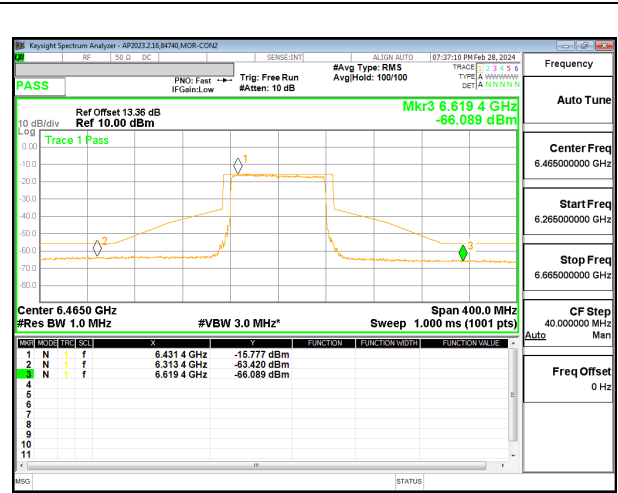 Keysight Spectrum Analyzer - AP2023.2.16,84740,MOR-CON2
RF 50 Ω DC SENSE:INT ALIGN AUTO 07:37:10 PM Feb 28, 2024
PASS
PNO: Fast
IFGain:Low
Trig: Free Run
#Atten: 10 dB
#Avg Type: RMS
Avg|Hold: 100/100
TRACE 1 2 3 4 5 6
TYPE A WWWWW
DET A N N N N N
Mkr3 6.619 4 GHz
-66.089 dBm
Ref Offset 13.36 dB
10 dB/div Ref 10.00 dBm
Log
Trace 1 Pass
0.00
-10.0
-20.0
-30.0
-40.0
-50.0
-60.0
-70.0
-80.0
1
2
3
Center 6.4650 GHz Span 400.0 MHz
#Res BW 1.0 MHz #VBW 3.0 MHz* Sweep 1.000 ms (1001 pts)
MKR MODE TRC SCL X Y FUNCTION FUNCTION WIDTH FUNCTION VALUE
1 N 1 f 6.431 4 GHz -15.777 dBm
2 N 1 f 6.313 4 GHz -63.420 dBm
3 N 1 f 6.619 4 GHz -66.089 dBm
4
5
6
7
8
9
10
11
MSG STATUS
Frequency
Auto Tune
Center Freq
6.465000000 GHz
Start Freq
6.265000000 GHz
Stop Freq
6.665000000 GHz
CF Step
40.000000 MHz
Auto Man
Freq Offset
0 Hz